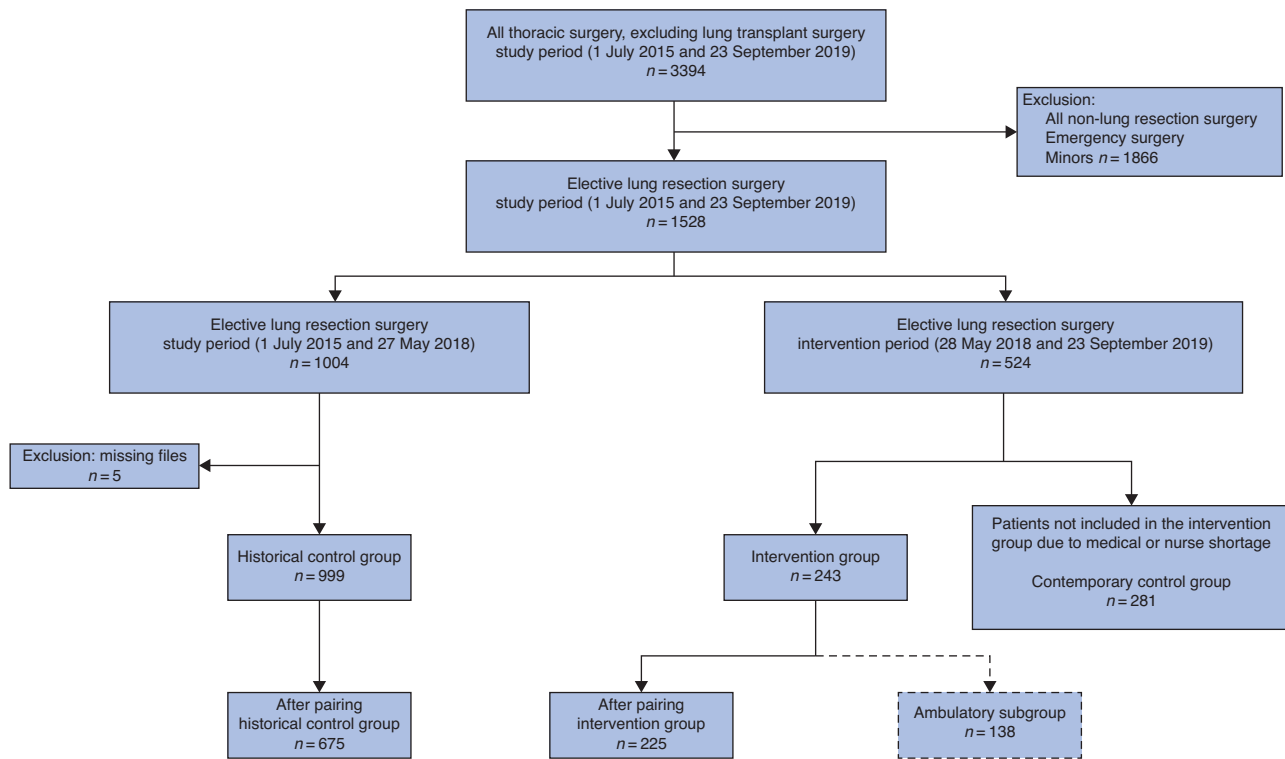 All thoracic surgery, excluding lung transplant surgery
study period (1 July 2015 and 23 September 2019)
n = 3394
Exclusion:
All non-lung resection surgery
Emergency surgery
Minors n = 1866
Elective lung resection surgery
study period (1 July 2015 and 23 September 2019)
n = 1528
Elective lung resection surgery
study period (1 July 2015 and 27 May 2018)
n = 1004
Elective lung resection surgery
intervention period (28 May 2018 and 23 September 2019)
n = 524
Exclusion: missing files
n = 5
Historical control group
n = 999
Intervention group
n = 243
Patients not included in the intervention
group due to medical or nurse shortage
Contemporary control group
n = 281
After pairing
historical control group
n = 675
After pairing
intervention group
n = 225
Ambulatory subgroup
n = 138